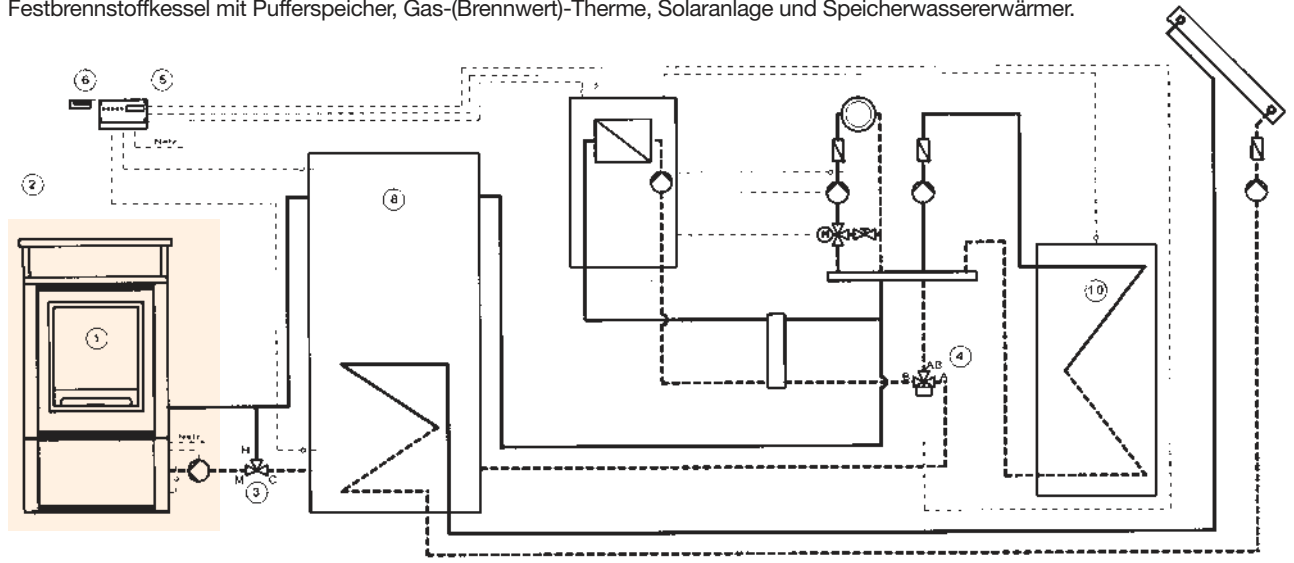 Festbrennstoffkessel mit Pufferspeicher, Gas-(Brennwert)-Therme, Solaranlage und Speicherwassererwärmer.
6 5
Netz
2
8
M
10
1
4
AB
B A
Netz
H
M C
3